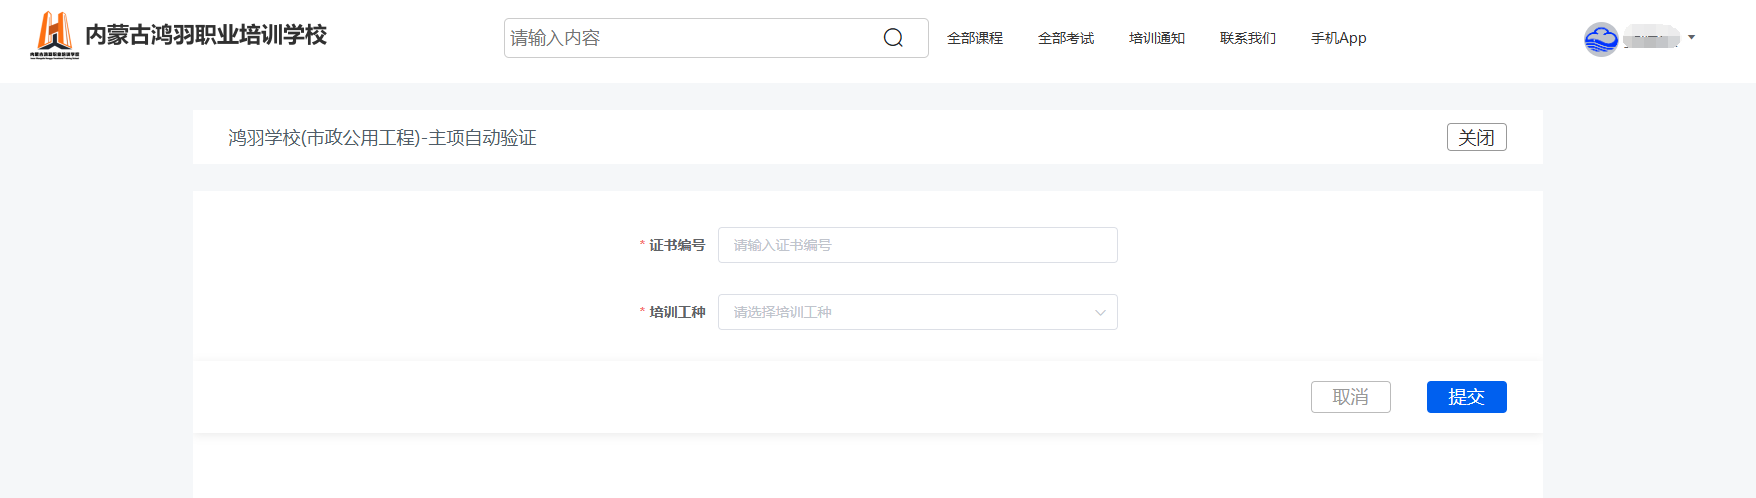 内蒙古鸿羽职业培训学校
请输入内容
全部课程
全部考试
培训通知
联系我们
手机App
鸿羽学校(市政公用工程)-主项自动验证
关闭
* 证书编号
请输入证书编号
* 培训工种
请选择培训工种
取消
提交